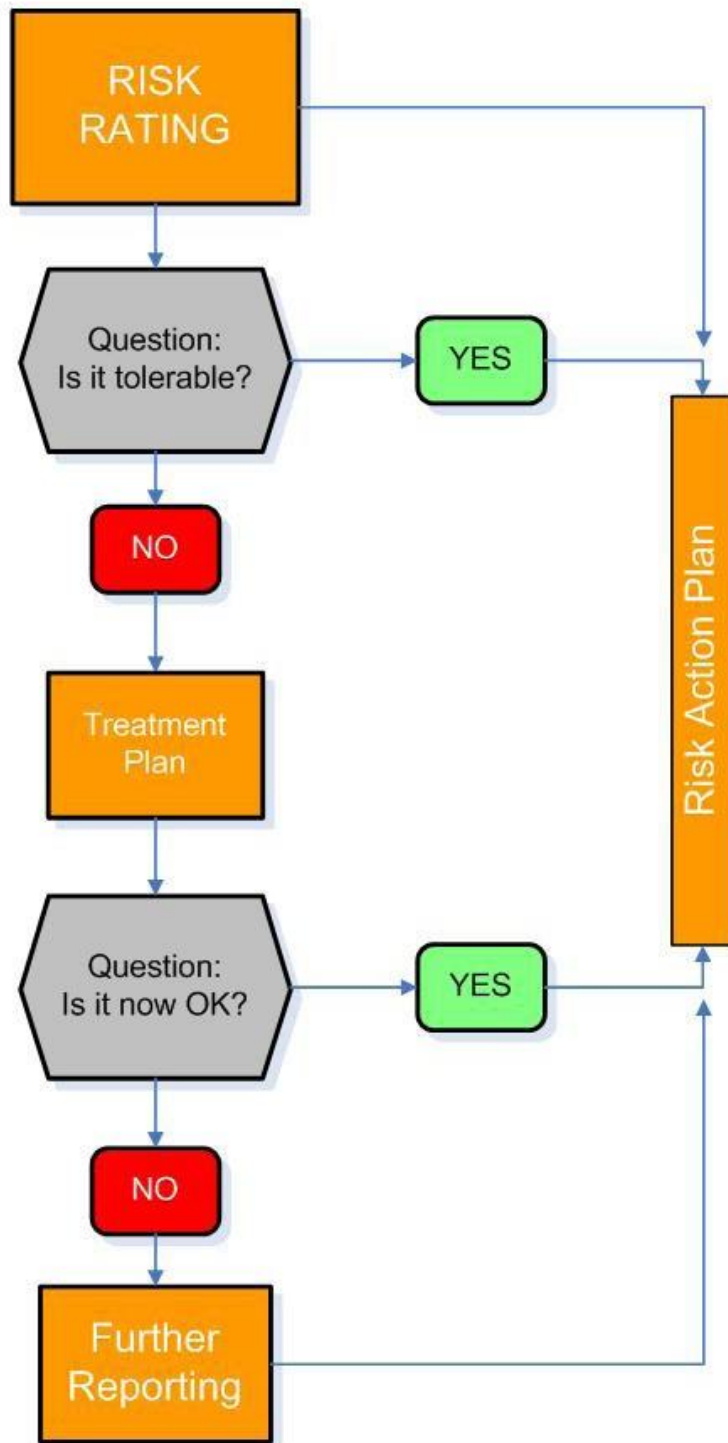 RISK
RATING
Question:
Is it tolerable?
YES
NO
Treatment
Plan
Risk Action Plan
Question:
Is it now OK?
YES
NO
Further
Reporting